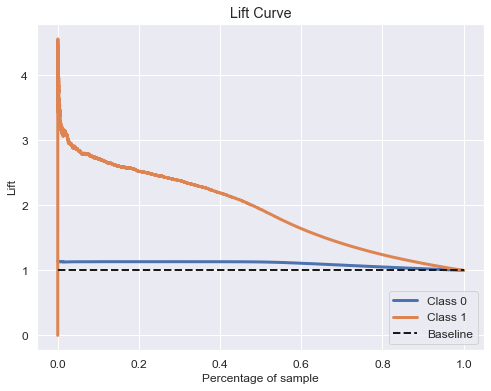 Lift Curve
Lift
4
3
2
1
0
0.0 0.2 0.4 0.6 0.8 1.0
Percentage of sample
Class 0
Class 1
Baseline